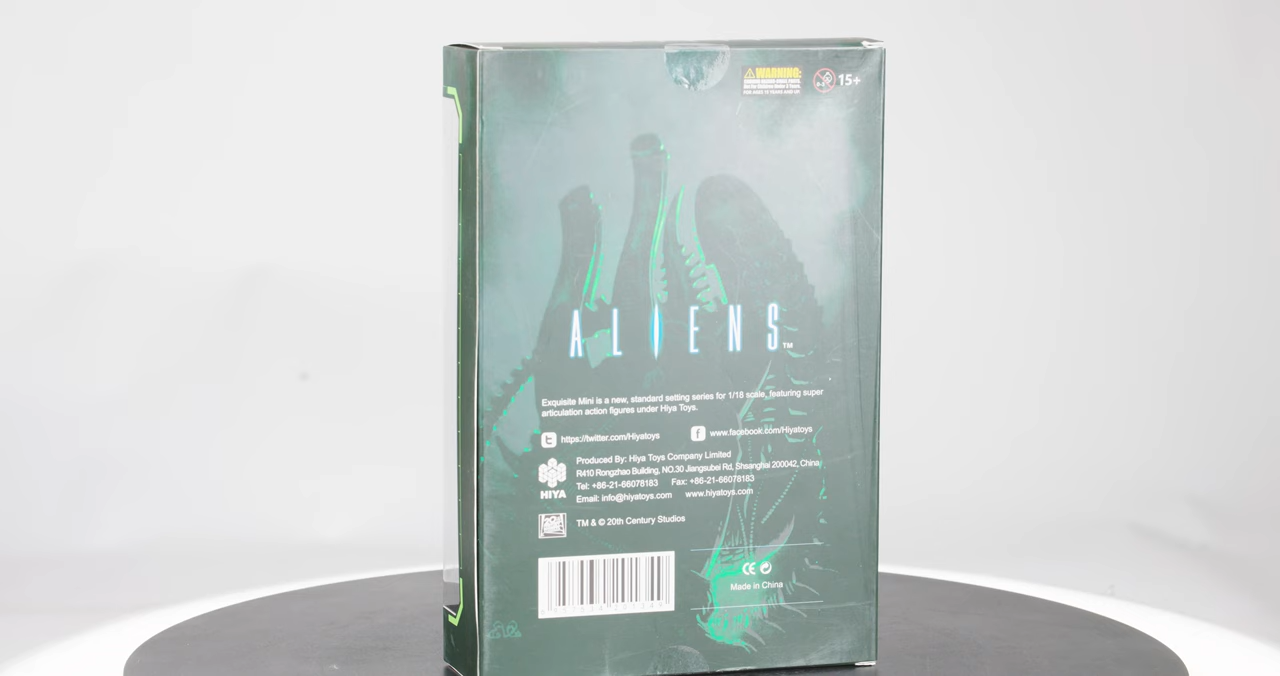 WARNING:
15+
ALIENS™
Exquisite Mini is a new, standard setting series for 1/18 scale, featuring super
articulation action figures under Hiya Toys.
https://twitter.com/Hiyatoys
www.facebook.com/Hiyatoys
Produced By: Hiya Toys Company Limited
R410 Rongzhao Building, NO.30 Jiangsubei Rd, Shsanghai 200042, China
Tel: +86-21-66078183 Fax: +86-21-66078183
HIYA
Email: info@hiyatoys.com www.hiyatoys.com
TM & © 20th Century Studios
CE
Made in China